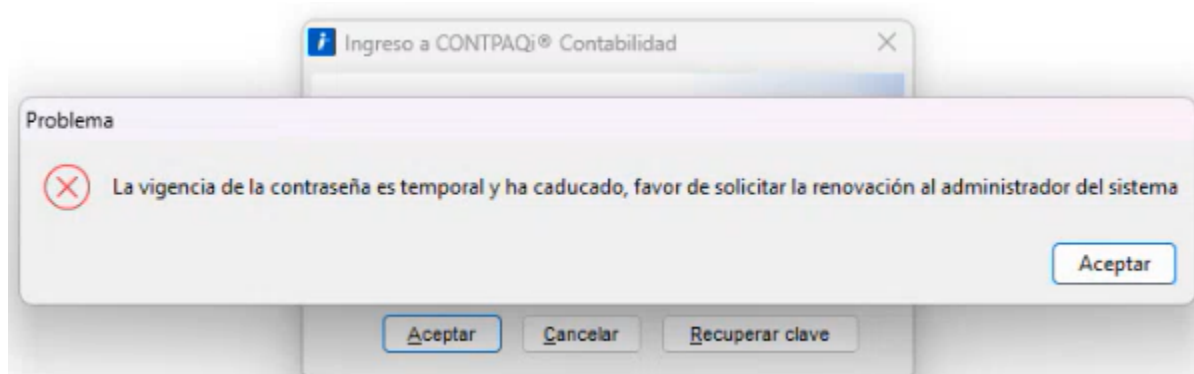 Ingreso a CONTPAQi® Contabilidad
Problema
La vigencia de la contraseña es temporal y ha caducado, favor de solicitar la renovación al administrador del sistema
Aceptar
Aceptar Cancelar Recuperar clave